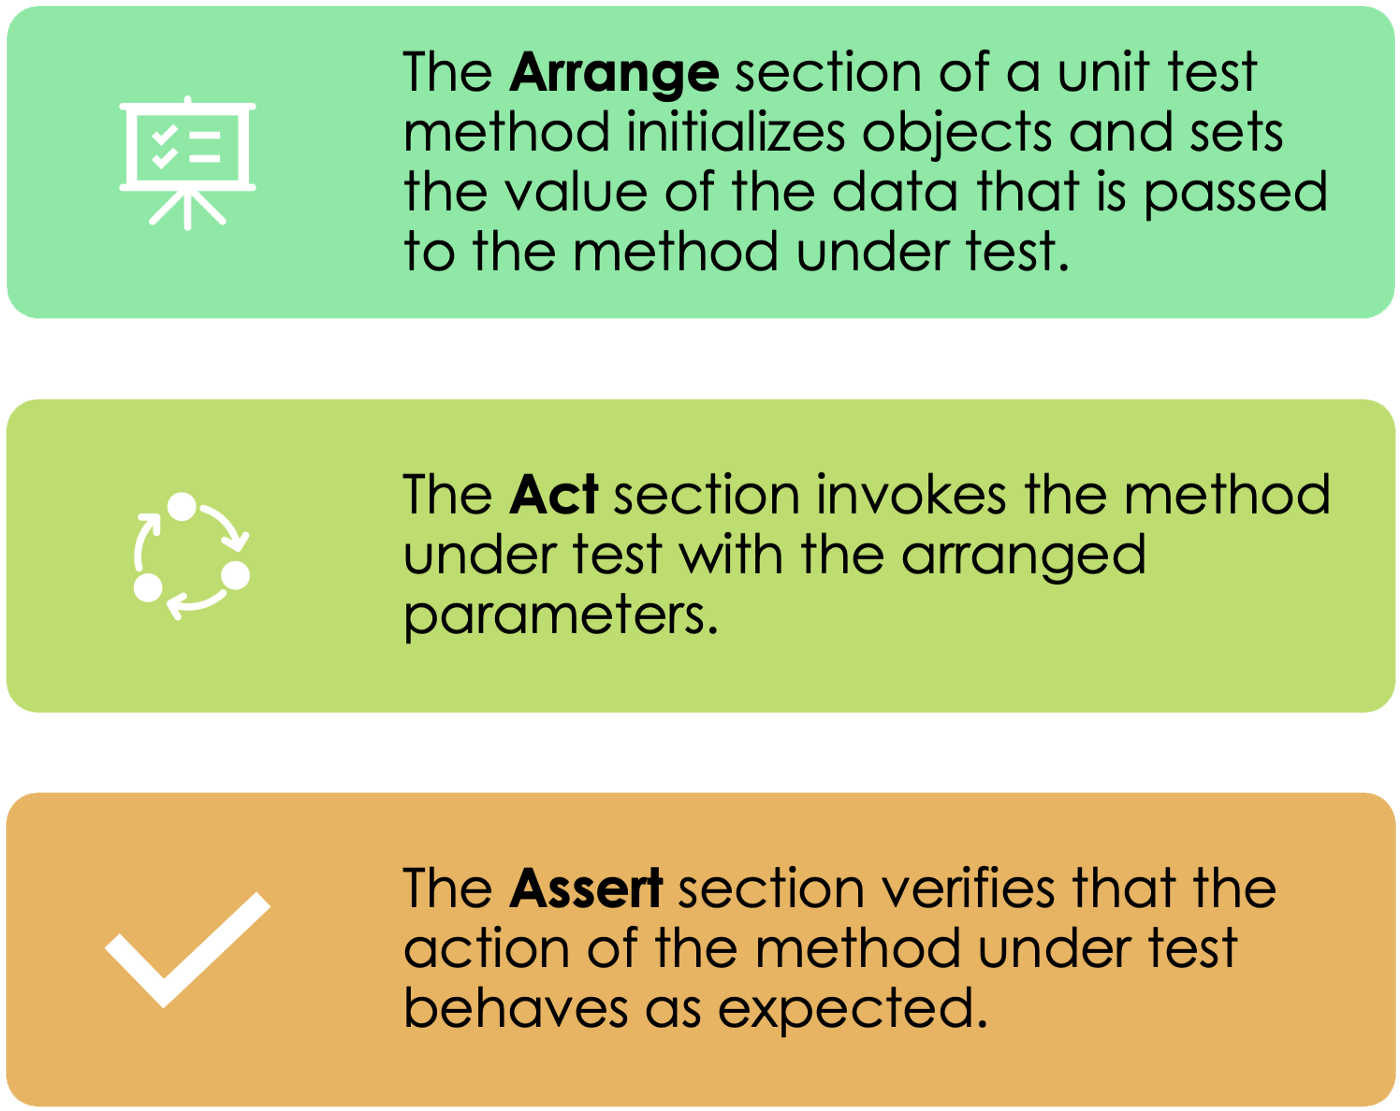 The Arrange section of a unit test
method initializes objects and sets
the value of the data that is passed
to the method under test.
The Act section invokes the method
under test with the arranged
parameters.
The Assert section verifies that the
action of the method under test
behaves as expected.